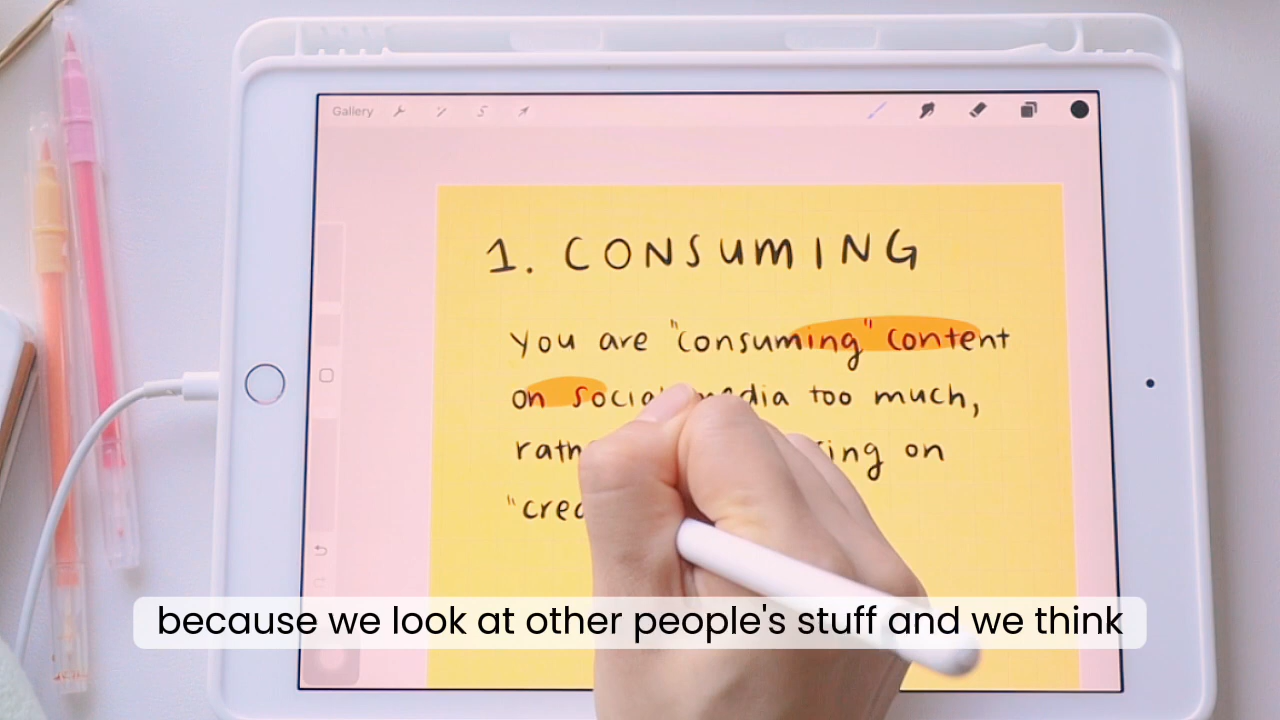 Gallery
1. CONSUMING
You are "consuming" content
on social media too much,
on
because we look at other people's stuff and we think